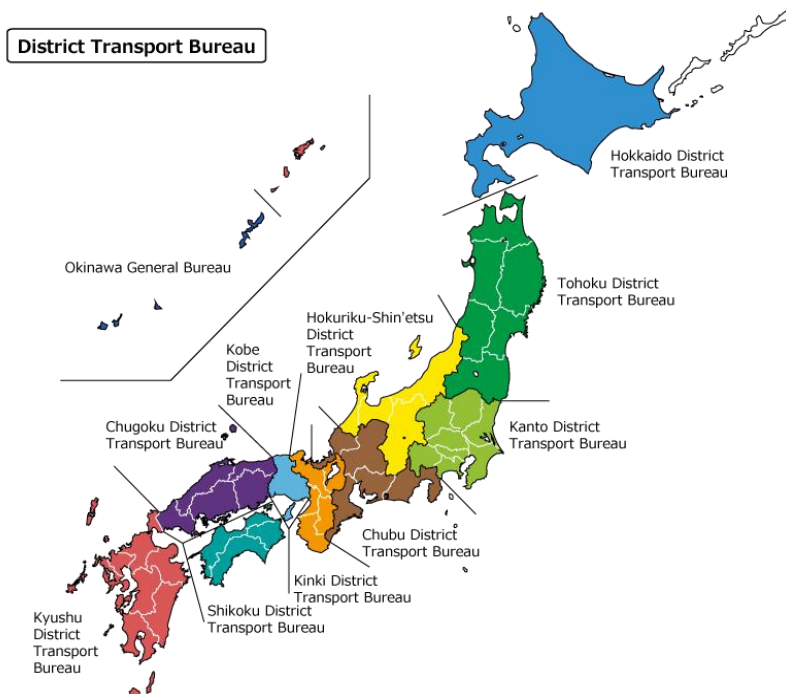 District Transport Bureau
Hokkaido District
Transport Bureau
Okinawa General Bureau
Tohoku District
Transport Bureau
Hokuriku-Shin'etsu
District
Transport
Bureau
Kobe
District
Transport
Bureau
Chugoku District
Transport Bureau
Kanto District
Transport Bureau
Chubu District
Transport Bureau
Kinki District
Transport Bureau
Shikoku District
Transport Bureau
Kyushu
District
Transport
Bureau